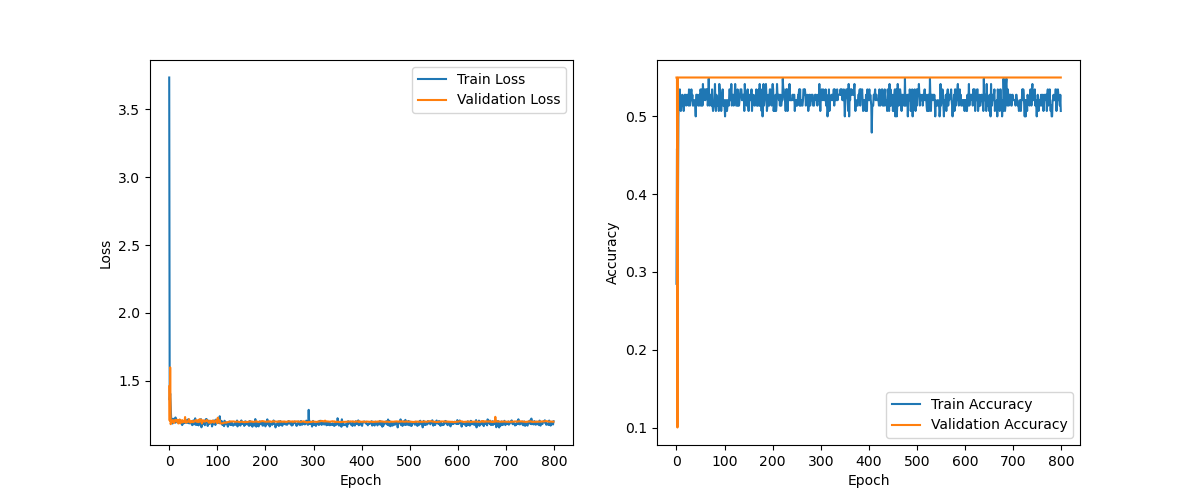 Train Loss
Validation Loss
3.5
3.0
2.5
2.0
1.5
Loss
0 100 200 300 400 500 600 700 800
Epoch
0.5
0.4
0.3
0.2
0.1
Accuracy
Train Accuracy
Validation Accuracy
0 100 200 300 400 500 600 700 800
Epoch